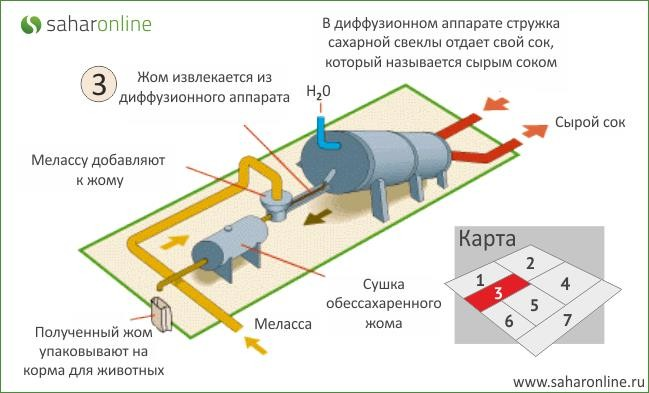 saharonline
В диффузионном аппарате стружка
сахарной свеклы отдает свой сок,
который называется сырым соком
3
Жом извлекается из
диффузионного аппарата
H2O
Сырой сок
Мелассу добавляют
к жому
Карта
1
2
3
4
5
6
7
Сушка
обессахаренного
жома
Меласса
Полученный жом
упаковывают на
корма для животных
www.saharonline.ru